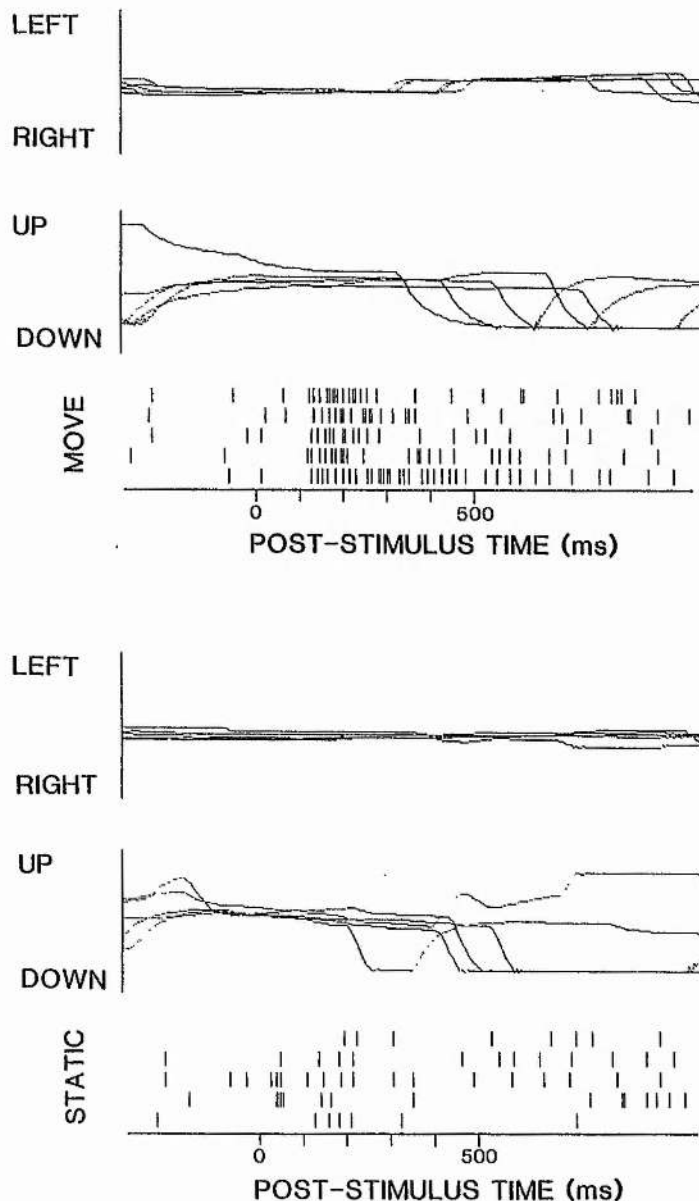 LEFT
RIGHT
UP
DOWN
MOVE
0 500
POST-STIMULUS TIME (ms)
LEFT
RIGHT
UP
DOWN
STATIC
0 500
POST-STIMULUS TIME (ms)